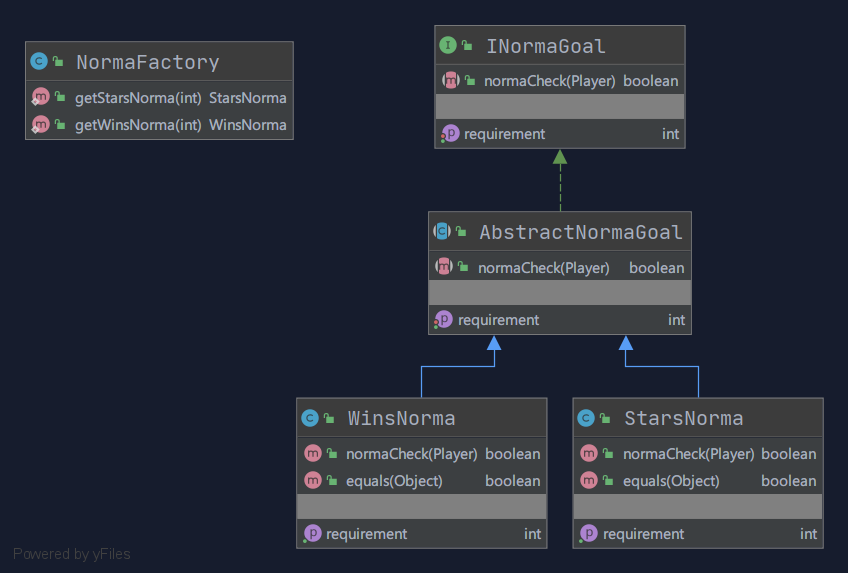 NormaFactory
getStarsNorma(int) StarsNorma
getWinsNorma(int) WinsNorma
INormaGoal
normaCheck(Player) boolean
requirement int
AbstractNormaGoal
normaCheck(Player) boolean
requirement int
WinsNorma
normaCheck(Player) boolean
equals(Object) boolean
requirement int
StarsNorma
normaCheck(Player) boolean
equals(Object) boolean
requirement int
Powered by yFiles